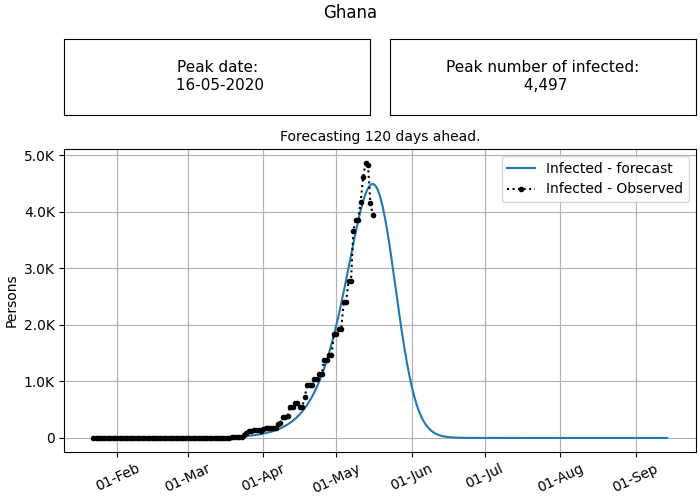 Ghana
Peak date:
16-05-2020
Peak number of infected:
4,497
Forecasting 120 days ahead.
5.0K
4.0K
3.0K
2.0K
1.0K
0
Persons
Infected - forecast
Infected - Observed
01-Feb
01-Mar
01-Apr
01-May
01-Jun
01-Jul
01-Aug
01-Sep